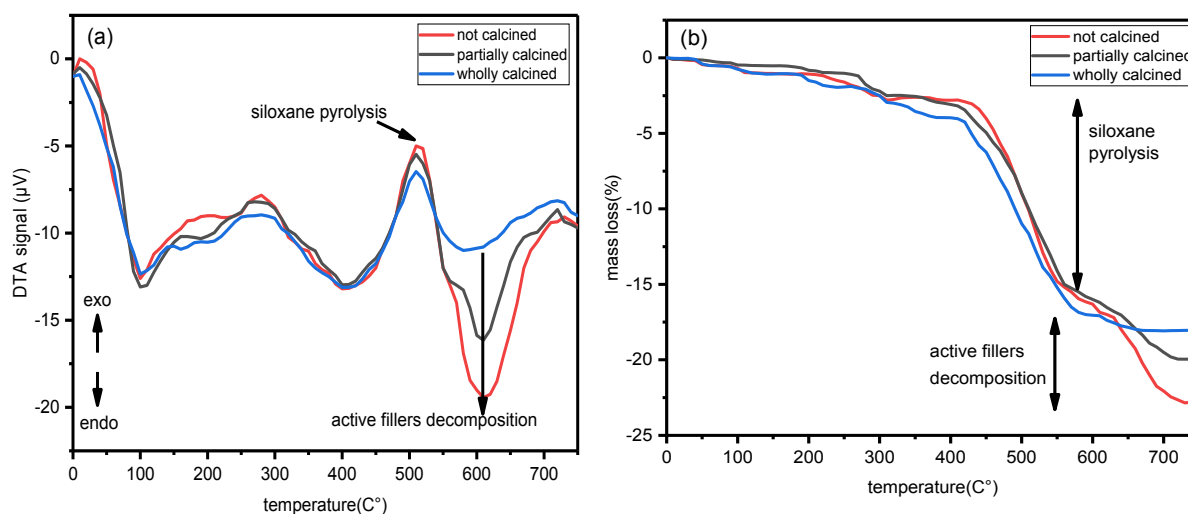 (a)
not calcined
partially calcined
wholly calcined
siloxane pyrolysis
exo
endo
active fillers decomposition
DTA signal (µV)
0
-5
-10
-15
-20
0
100
200
300
400
500
600
700
temperature(C°)
(b)
not calcined
partially calcined
wholly calcined
siloxane
pyrolysis
active fillers
decomposition
mass loss(%)
0
-5
-10
-15
-20
-25
0
100
200
300
400
500
600
700
temperature(C°)